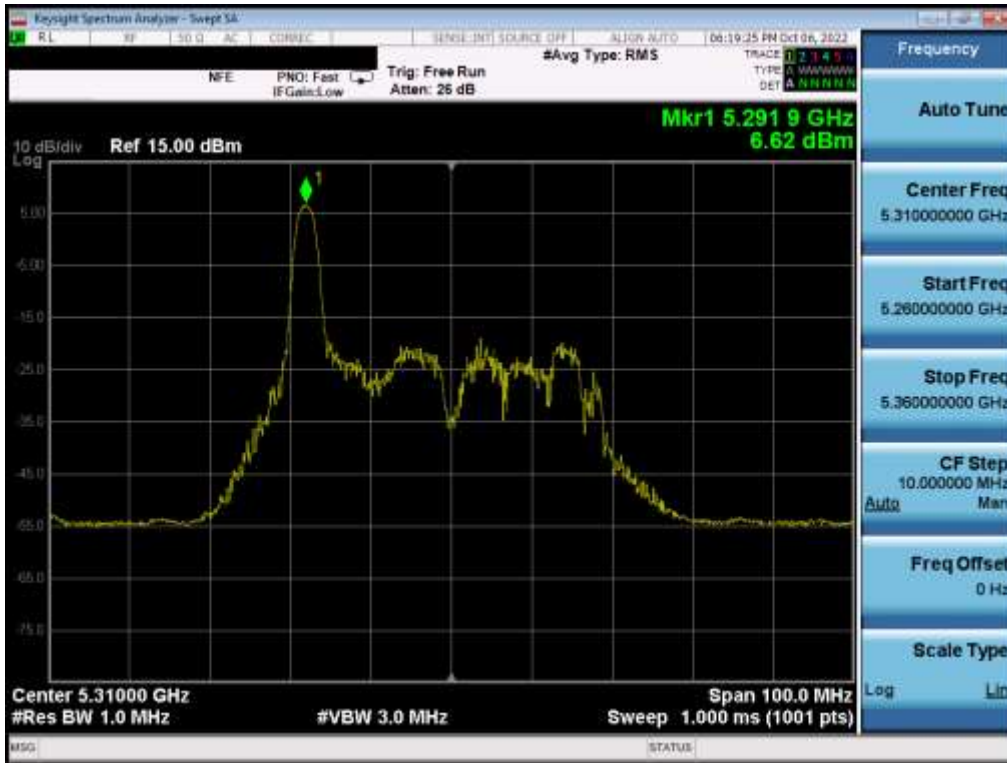 Keysight Spectrum Analyzer - Swept SA
RL RF 50 Ω AC CORREC SENSE:INT SOURCE OFF ALIGN AUTO 06:19:25 PM Oct 06, 2022
#Avg Type: RMS
TRACE 1 2 3 4 5 6
TYPE A WWWWW
DET A N N N N N
NFE
PNO: Fast
IFGain:Low
Trig: Free Run
Atten: 26 dB
Mkr1 5.291 9 GHz
6.62 dBm
10 dB/div
Log
Ref 15.00 dBm
1
5.00
-5.00
-15.0
-25.0
-35.0
-45.0
-55.0
-65.0
-75.0
Center 5.31000 GHz
Span 100.0 MHz
#Res BW 1.0 MHz
#VBW 3.0 MHz
Sweep 1.000 ms (1001 pts)
MSG
STATUS
Frequency
Auto Tune
Center Freq
5.310000000 GHz
Start Freq
5.260000000 GHz
Stop Freq
5.360000000 GHz
CF Step
10.000000 MHz
Auto Man
Freq Offset
0 Hz
Scale Type
Log Lin